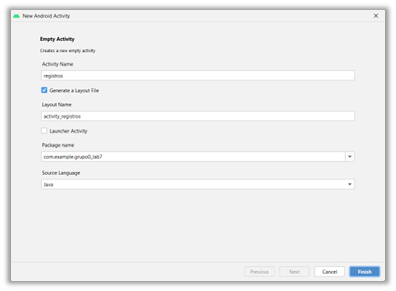 New Android Activity
Empty Activity
Creates a new empty activity
Activity Name
registros
Generate a Layout File
Layout Name
activity_registros
Launcher Activity
Package name
com.example.grupo0_lab7
Source Language
Java
Previous
Next
Cancel
Finish